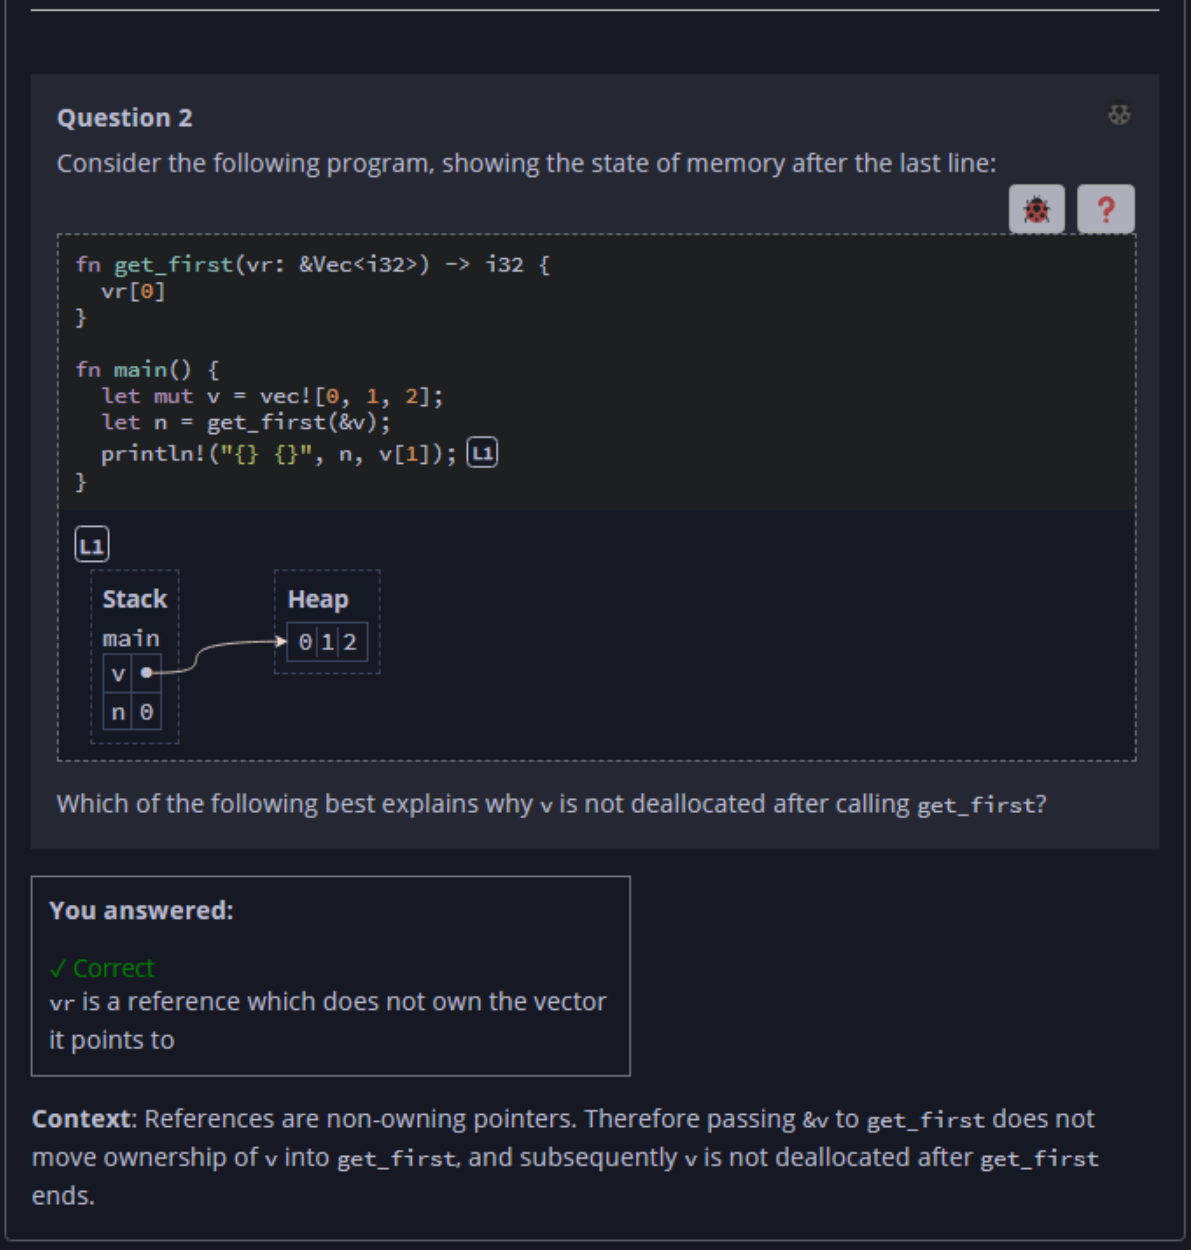 Question 2
Consider the following program, showing the state of memory after the last line:
?
fn get_first(vr: &Vec<i32>) -> i32 {
  vr[0]
}
fn main() {
  let mut v = vec![0, 1, 2];
  let n = get_first(&v);
  println!("{} {}", n, v[1]); L1
}
L1
Stack Heap
main
0 1 2
v
n 0
Which of the following best explains why v is not deallocated after calling get_first?
You answered:
✓ Correct
vr is a reference which does not own the vector
it points to
Context: References are non-owning pointers. Therefore passing &v to get_first does not
move ownership of v into get_first, and subsequently v is not deallocated after get_first
ends.